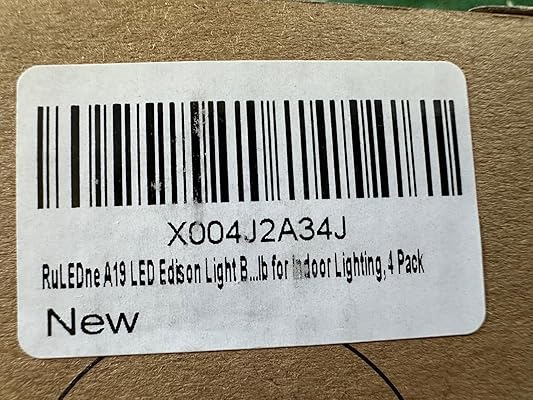 X004J2A34J
RuLEDne A19 LED Edison Light B...lb for Indoor Lighting, 4 Pack
New